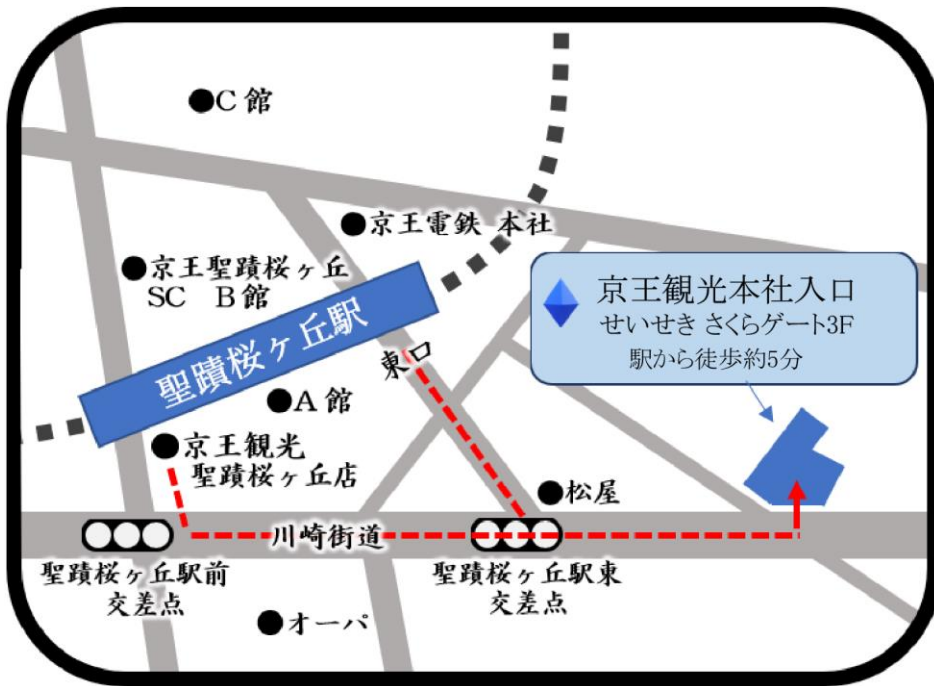 C館
京王電鉄 本社
京王聖蹟桜ヶ丘
SC B館
京王観光本社入口
せいせき さくらゲート3F
駅から徒歩約5分
聖蹟桜ヶ丘駅
東口
A館
京王観光
聖蹟桜ヶ丘店
松屋
川崎街道
聖蹟桜ヶ丘駅前
交差点
聖蹟桜ヶ丘駅東
交差点
オーパ